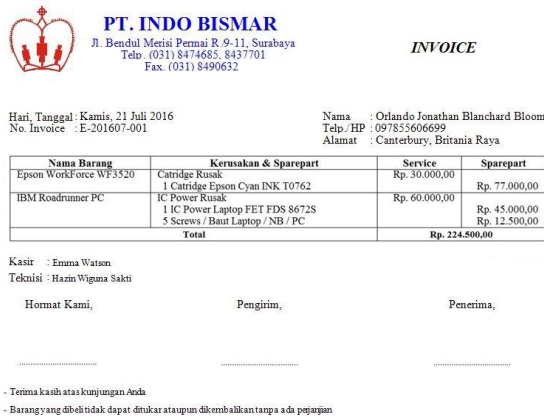 PT. INDO BISMAR
Jl. Bendul Merisi Permai R /9-11, Surabaya
Telp. (031) 8474685, 8437701
Fax. (031) 8490632
INVOICE
Hari, Tanggal : Kamis, 21 Juli 2016
No. Invoice : E-201607-001
Nama : Orlando Jonathan Blanchard Bloom
Telp./HP : 097855606699
Alamat : Canterbury, Britania Raya
Nama Barang Kerusakan & Sparepart Service Sparepart
Epson WorkForce WF3520 Catridge Rusak Rp. 30.000,00
1 Catridge Epson Cyan INK T0762 Rp. 77.000,00
IBM Roadrunner PC IC Power Rusak Rp. 60.000,00
1 IC Power Laptop FET FDS 8672S Rp. 45.000,00
5 Screws / Baut Laptop / NB / PC Rp. 12.500,00
Total Rp. 224.500,00
Kasir : Emma Watson
Teknisi : Hazin Wiguna Sakti
Hormat Kami, Pengirim, Penerima,
- Terima kasih atas kunjungan Anda
- Barang yang dibeli tidak dapat ditukar ataupun dikembalikan tanpa ada perjanjian